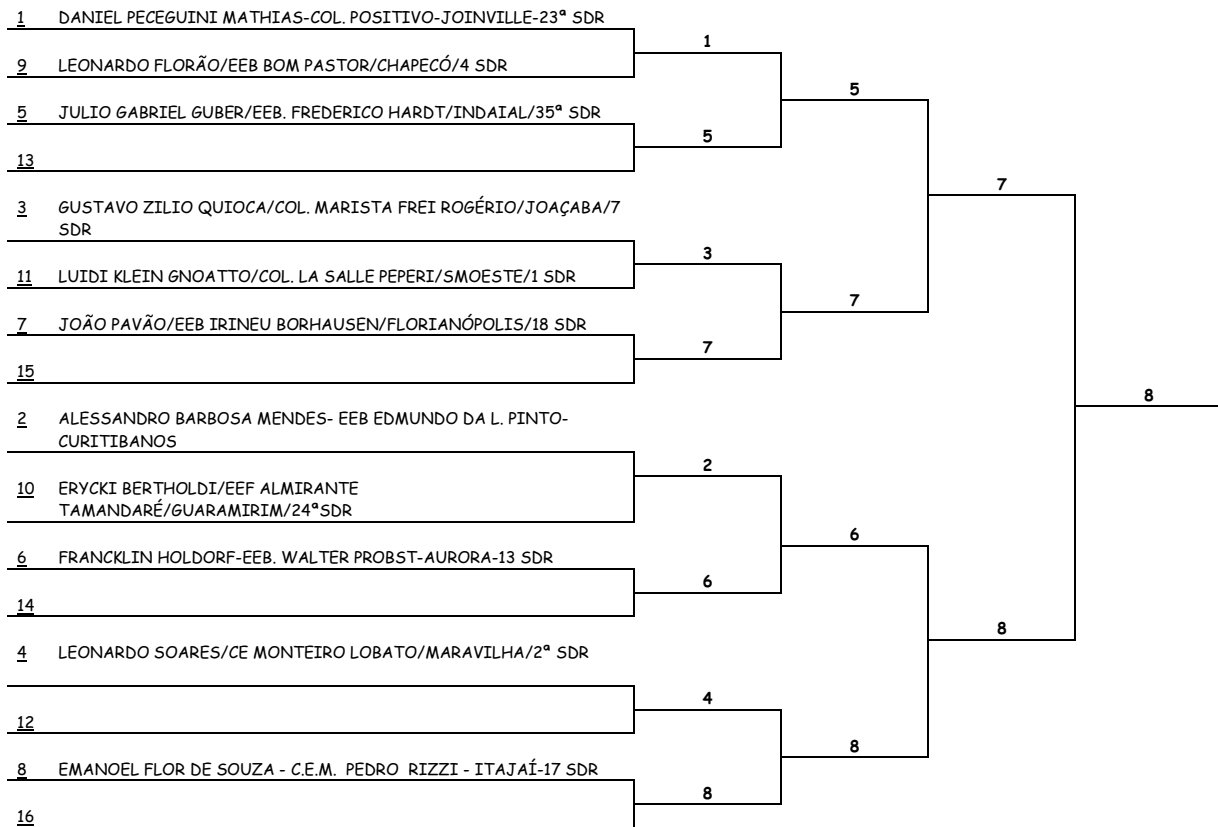 1 DANIEL PECEGUINI MATHIAS-COL. POSITIVO-JOINVILLE-23ª SDR
1
9 LEONARDO FLORÃO/EEB BOM PASTOR/CHAPECÓ/4 SDR
5
5 JULIO GABRIEL GUBER/EEB. FREDERICO HARDT/INDAIAL/35ª SDR
5
13
7
3 GUSTAVO ZILIO QUIOCA/COL. MARISTA FREI ROGÉRIO/JOAÇABA/7
SDR
3
11 LUIDI KLEIN GNOATTO/COL. LA SALLE PEPERI/SMOESTE/1 SDR
7
7 JOÃO PAVÃO/EEB IRINEU BORHAUSEN/FLORIANÓPOLIS/18 SDR
7
15
8
2 ALESSANDRO BARBOSA MENDES- EEB EDMUNDO DA L. PINTO-
CURITIBANOS
2
10 ERYCKI BERTHOLDI/EEF ALMIRANTE
TAMANDARÉ/GUARAMIRIM/24ªSDR
6
6 FRANCKLIN HOLDORF-EEB. WALTER PROBST-AURORA-13 SDR
6
14
8
4 LEONARDO SOARES/CE MONTEIRO LOBATO/MARAVILHA/2ª SDR
4
12
8
8 EMANOEL FLOR DE SOUZA - C.E.M. PEDRO RIZZI - ITAJAÍ-17 SDR
8
16